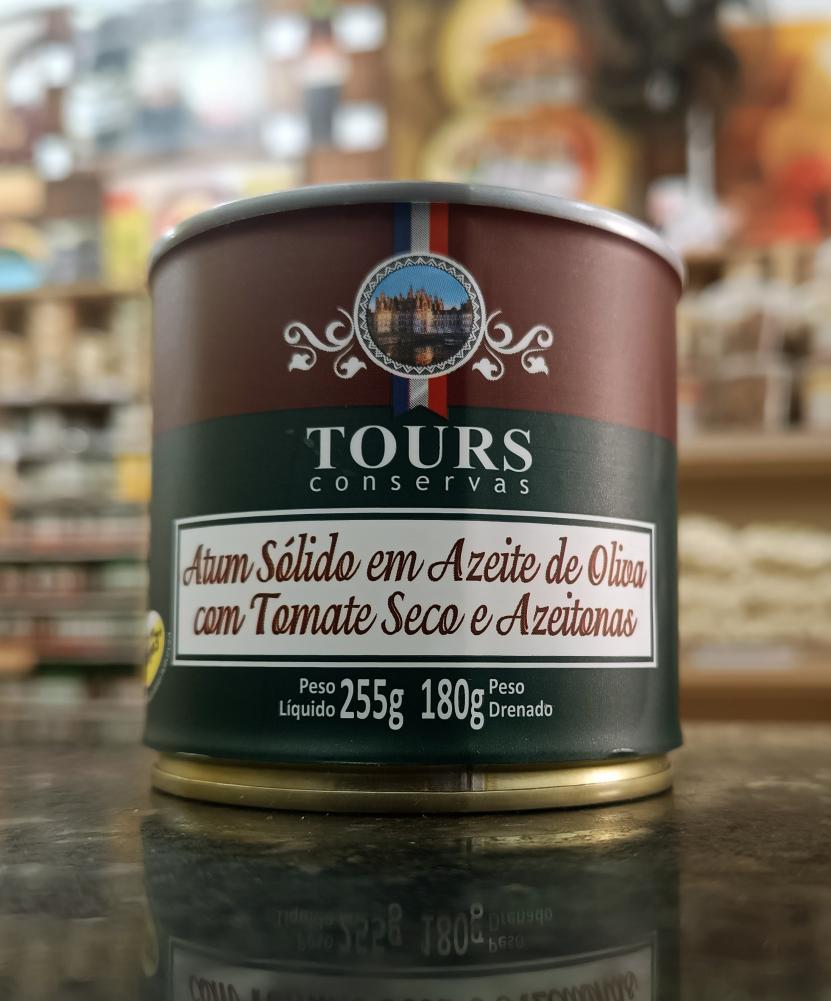 TOURS
conservas
Atum Sólido em Azeite de Oliva
com Tomate Seco e Azeitonas
Peso
Líquido 255g 180g Peso
Drenado